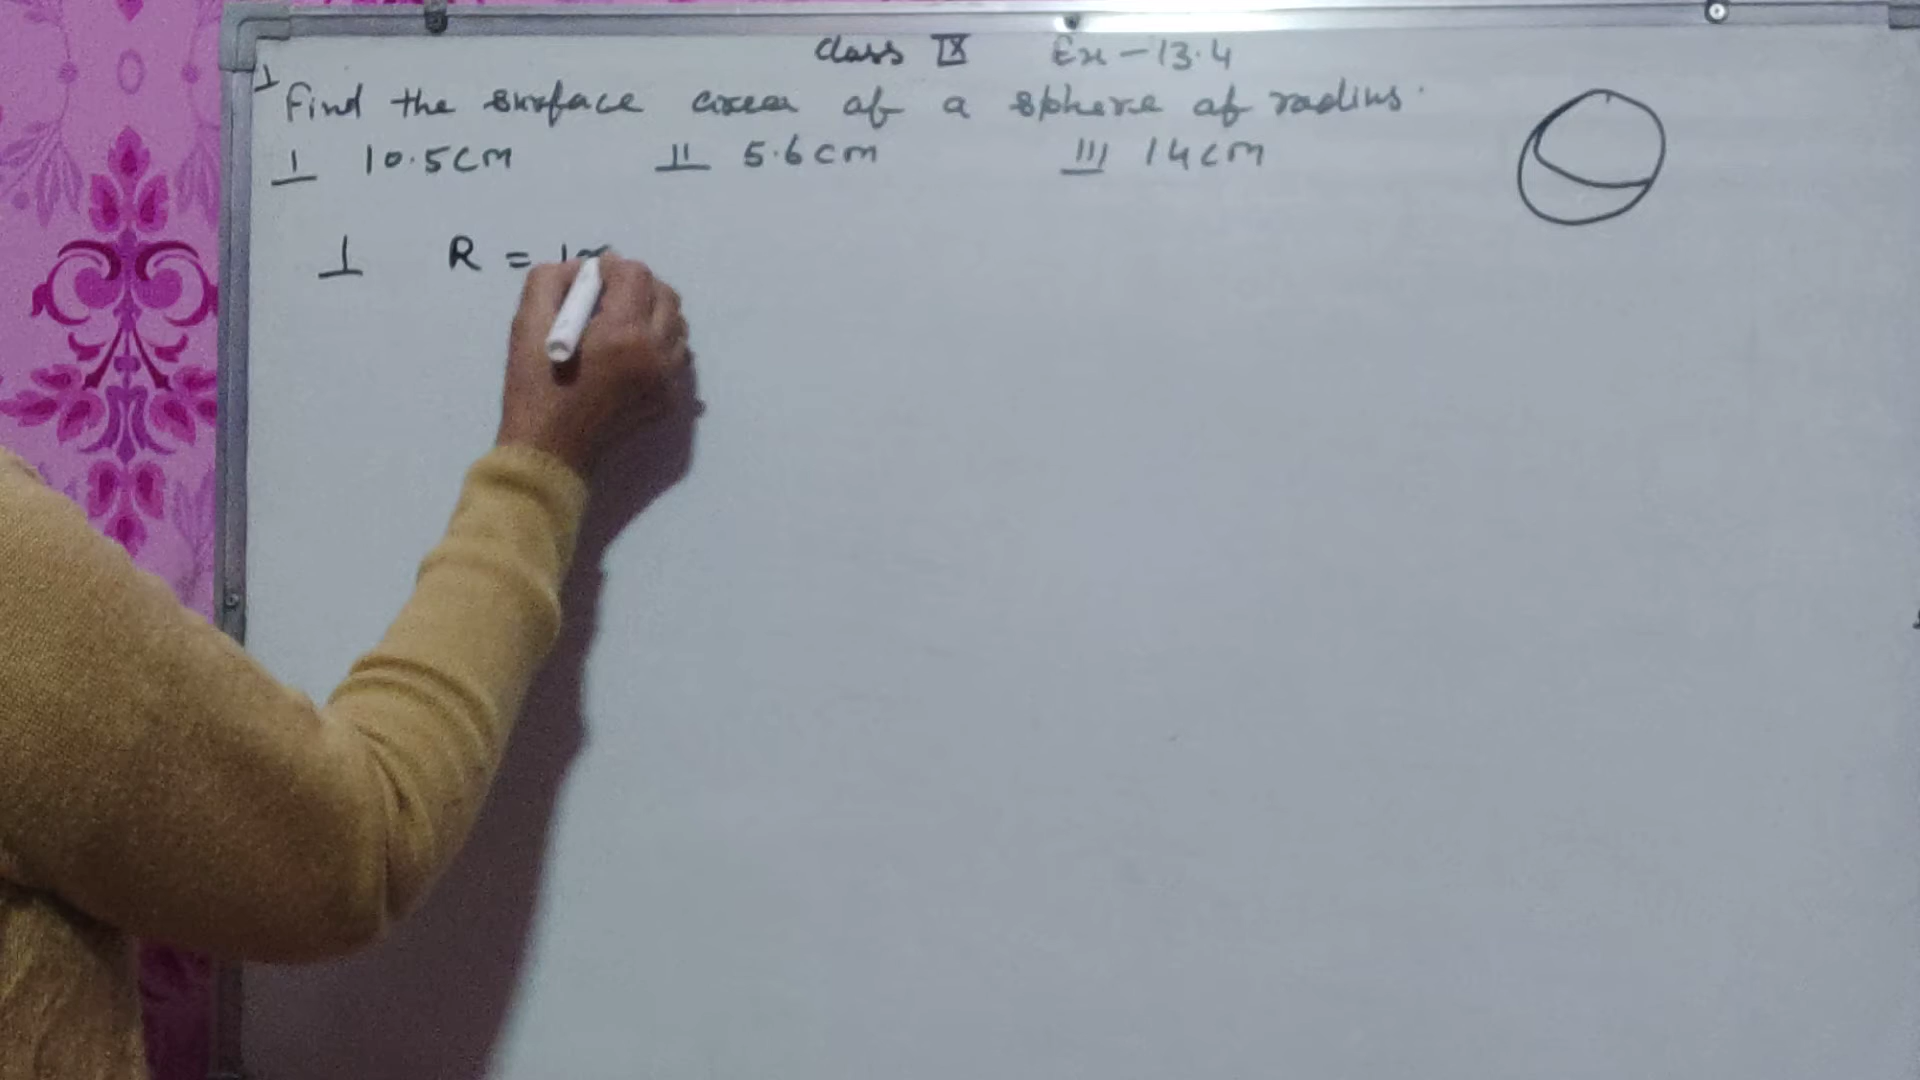 Class IX Ex-13.4
1 Find the surface area of a sphere of radius.
I 10.5cm II 5.6cm III 14cm
I R =